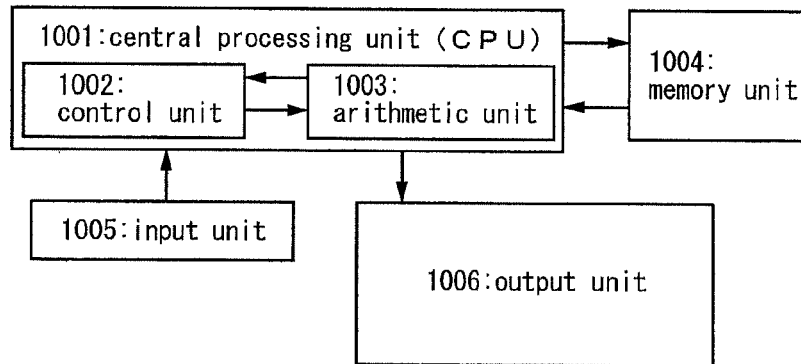 1001:central processing unit (CPU)
1002:
control unit
1003:
arithmetic unit
1004:
memory unit
1005:input unit
1006:output unit